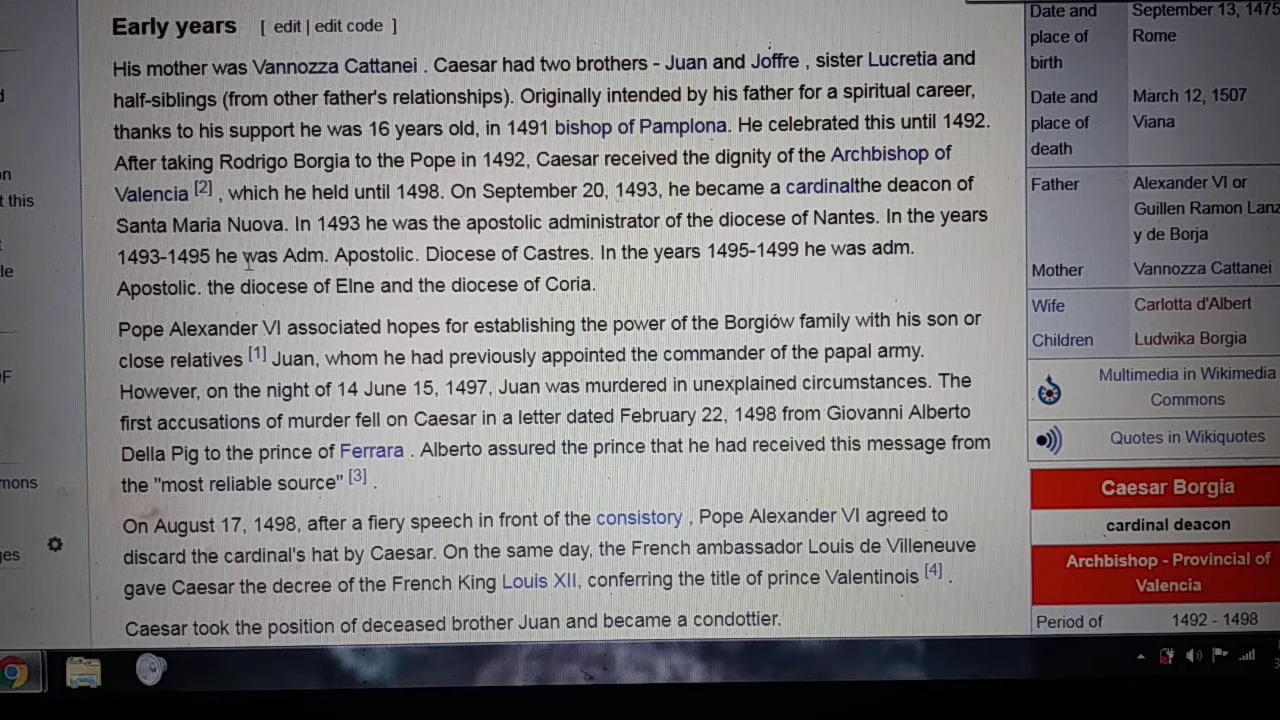 Early years [ edit | edit code ]
His mother was Vannozza Cattanei . Caesar had two brothers - Juan and Joffre , sister Lucretia and
half-siblings (from other father's relationships). Originally intended by his father for a spiritual career,
thanks to his support he was 16 years old, in 1491 bishop of Pamplona. He celebrated this until 1492.
After taking Rodrigo Borgia to the Pope in 1492, Caesar received the dignity of the Archbishop of
Valencia [2] , which he held until 1498. On September 20, 1493, he became a cardinalthe deacon of
Santa Maria Nuova. In 1493 he was the apostolic administrator of the diocese of Nantes. In the years
1493-1495 he was Adm. Apostolic. Diocese of Castres. In the years 1495-1499 he was adm.
Apostolic. the diocese of Elne and the diocese of Coria.
Pope Alexander VI associated hopes for establishing the power of the Borgiów family with his son or
close relatives [1] Juan, whom he had previously appointed the commander of the papal army.
However, on the night of 14 June 15, 1497, Juan was murdered in unexplained circumstances. The
first accusations of murder fell on Caesar in a letter dated February 22, 1498 from Giovanni Alberto
Della Pig to the prince of Ferrara . Alberto assured the prince that he had received this message from
the "most reliable source" [3] .
On August 17, 1498, after a fiery speech in front of the consistory , Pope Alexander VI agreed to
discard the cardinal's hat by Caesar. On the same day, the French ambassador Louis de Villeneuve
gave Caesar the decree of the French King Louis XII, conferring the title of prince Valentinois [4] .
Caesar took the position of deceased brother Juan and became a condottier.
Date and September 13, 1475
place of Rome
birth
Date and March 12, 1507
place of Viana
death
Father Alexander VI or
Guillen Ramon Lanz
y de Borja
Mother Vannozza Cattanei
Wife Carlotta d'Albert
Children Ludwika Borgia
Multimedia in Wikimedia
Commons
Quotes in Wikiquotes
Caesar Borgia
cardinal deacon
Archbishop - Provincial of
Valencia
Period of 1492 - 1498